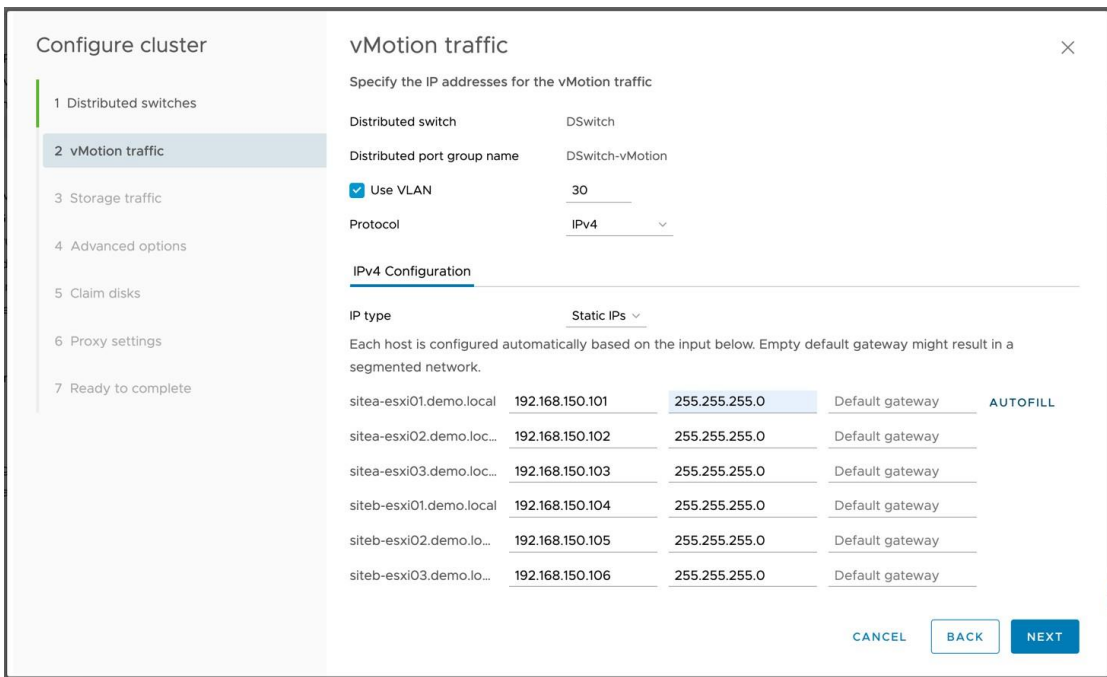 Configure cluster
1 Distributed switches
2 vMotion traffic
3 Storage traffic
4 Advanced options
5 Claim disks
6 Proxy settings
7 Ready to complete
vMotion traffic
Specify the IP addresses for the vMotion traffic
Distributed switch DSwitch
Distributed port group name DSwitch-vMotion
Use VLAN 30
Protocol IPv4
IPv4 Configuration
IP type Static IPs
Each host is configured automatically based on the input below. Empty default gateway might result in a
segmented network.
sitea-esxi01.demo.local 192.168.150.101 255.255.255.0 Default gateway AUTOFILL
sitea-esxi02.demo.loc... 192.168.150.102 255.255.255.0 Default gateway
sitea-esxi03.demo.loc... 192.168.150.103 255.255.255.0 Default gateway
siteb-esxi01.demo.local 192.168.150.104 255.255.255.0 Default gateway
siteb-esxi02.demo.lo... 192.168.150.105 255.255.255.0 Default gateway
siteb-esxi03.demo.lo... 192.168.150.106 255.255.255.0 Default gateway
CANCEL BACK NEXT